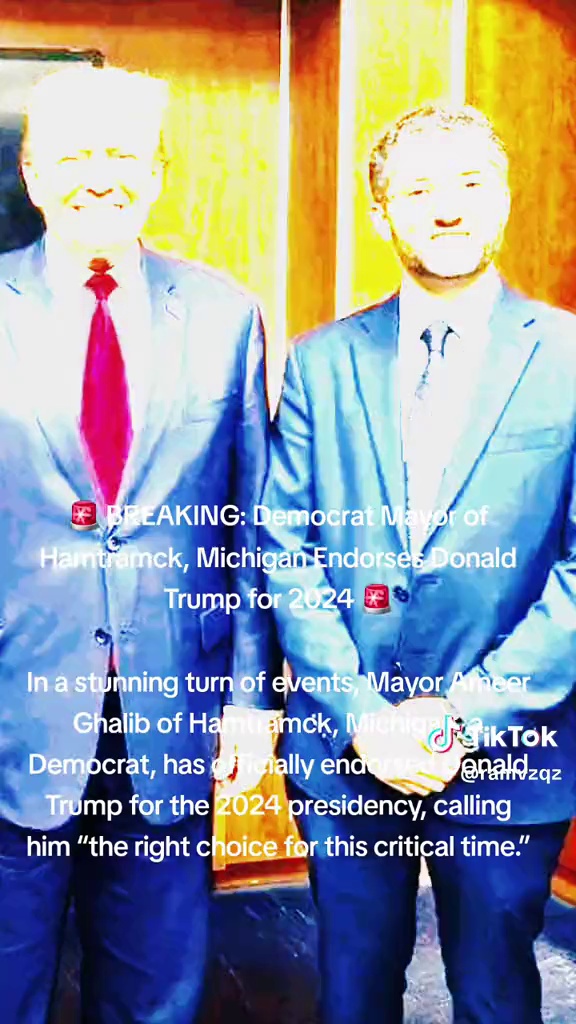 🚨 BREAKING: Democrat Mayor of
Hamtramck, Michigan Endorses Donald
Trump for 2024 🚨
In a stunning turn of events, Mayor Ameer
Ghalib of Hamtramck, Michigan, a
Democrat, has officially endorsed Donald
Trump for the 2024 presidency, calling
him “the right choice for this critical time.”
TikTok
@ramvzqz